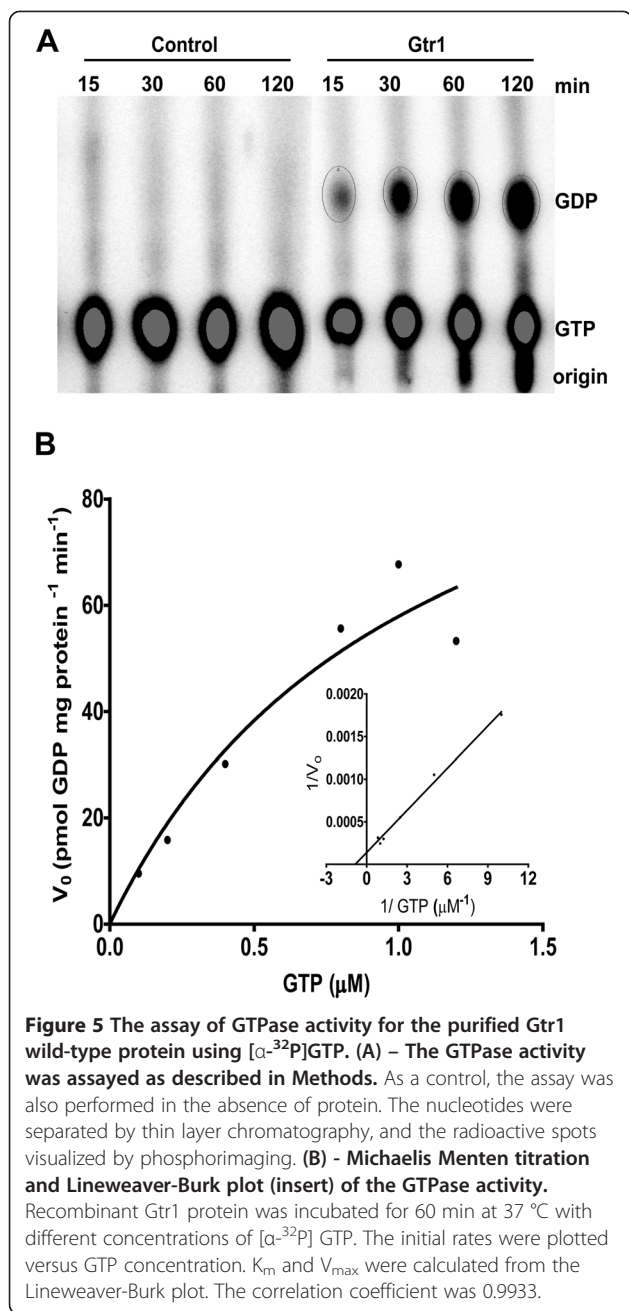 A
Control Gtr1
15 30 60 120 15 30 60 120 min
GDP
GTP
origin
B
V₀ (pmol GDP mg protein ⁻¹ min⁻¹)
80
60
40
20
0
0.0 0.5 1.0 1.5
GTP (μM)
1/V₀
0.0020
0.0015
0.0010
0.0005
-3 0 3 6 9 12
1/ GTP (μM⁻¹)
Figure 5 The assay of GTPase activity for the purified Gtr1
wild-type protein using [α-³²P]GTP. (A) – The GTPase activity
was assayed as described in Methods. As a control, the assay was
also performed in the absence of protein. The nucleotides were
separated by thin layer chromatography, and the radioactive spots
visualized by phosphorimaging. (B) - Michaelis Menten titration
and Lineweaver-Burk plot (insert) of the GTPase activity.
Recombinant Gtr1 protein was incubated for 60 min at 37 °C with
different concentrations of [α-³²P] GTP. The initial rates were plotted
versus GTP concentration. Kₘ and Vₘₐₓ were calculated from the
Lineweaver-Burk plot. The correlation coefficient was 0.9933.